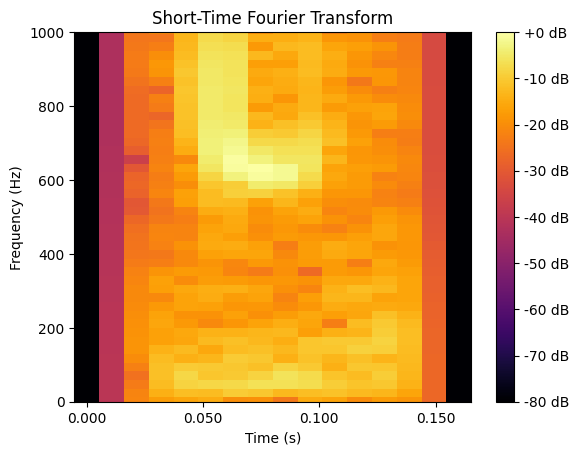 Short-Time Fourier Transform
1000
800
600
400
200
0
Frequency (Hz)
0.000
0.050
0.100
0.150
Time (s)
+0 dB
-10 dB
-20 dB
-30 dB
-40 dB
-50 dB
-60 dB
-70 dB
-80 dB